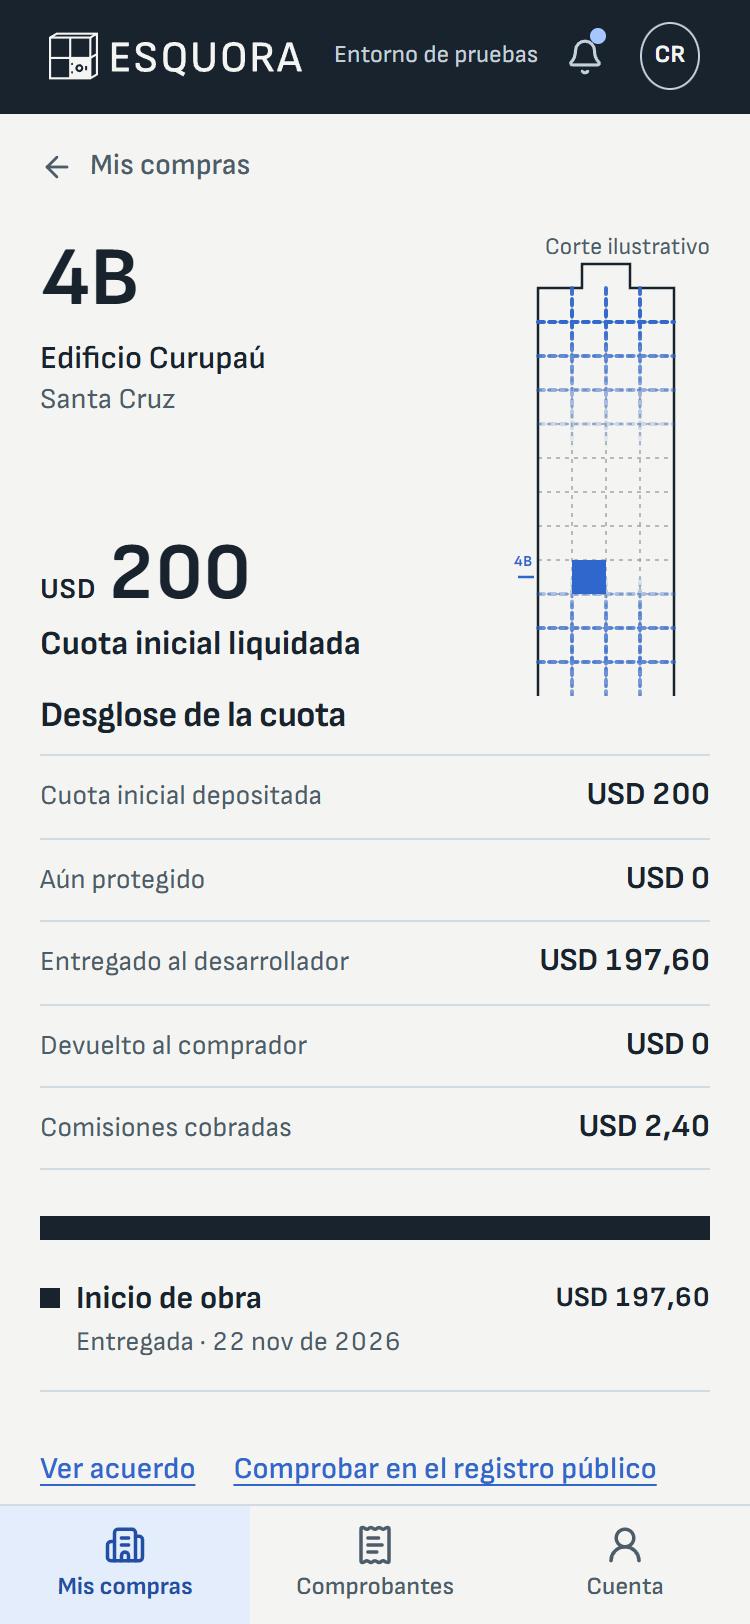 ESQUORA
Entorno de pruebas
CR
Mis compras
4B
Edificio Curupaú
Santa Cruz
Corte ilustrativo
4B
USD 200
Cuota inicial liquidada
Desglose de la cuota
Cuota inicial depositada USD 200
Aún protegido USD 0
Entregado al desarrollador USD 197,60
Devuelto al comprador USD 0
Comisiones cobradas USD 2,40
Inicio de obra USD 197,60
Entregada · 22 nov de 2026
Ver acuerdo Comprobar en el registro público
Mis compras Comprobantes Cuenta